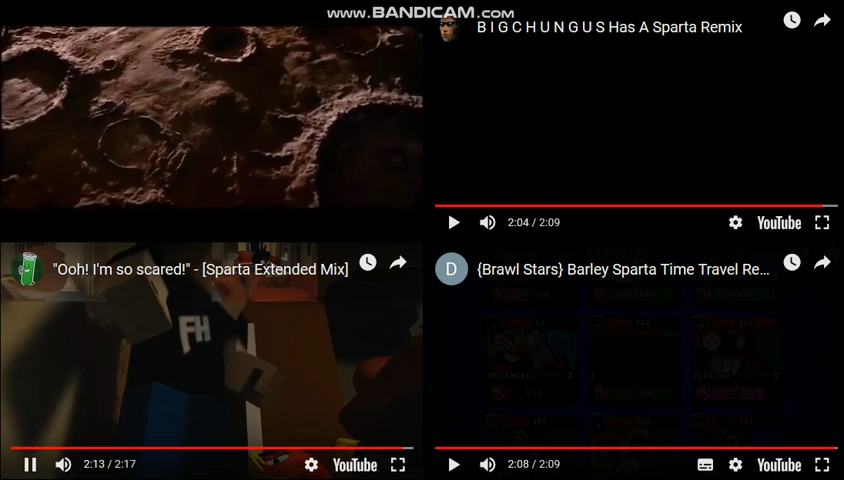 www.BANDICAM.com
B I G C H U N G U S Has A Sparta Remix
2:04 / 2:09
YouTube
"Ooh! I'm so scared!" - [Sparta Extended Mix]
FH
2:13 / 2:17
YouTube
D
{Brawl Stars} Barley Sparta Time Travel Re...
2:08 / 2:09
YouTube